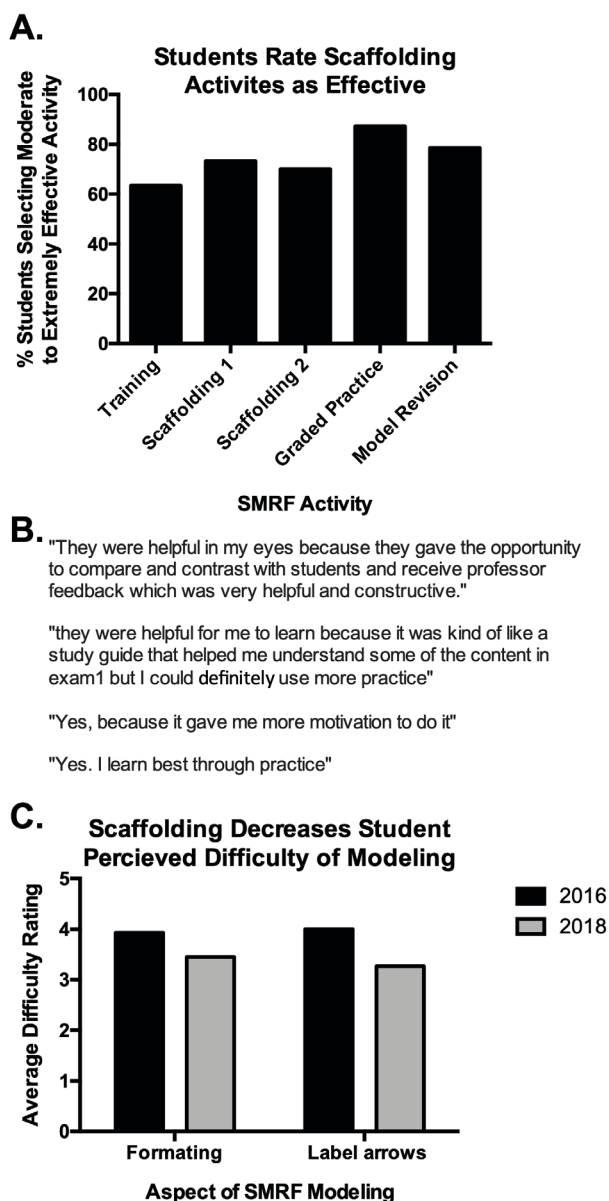 A.
Students Rate Scaffolding
Activites as Effective
% Students Selecting Moderate
to Extremely Effective Activity
100
80
60
40
20
0
Training
Scaffolding 1
Scaffolding 2
Graded Practice
Model Revision
SMRF Activity
B.
"They were helpful in my eyes because they gave the opportunity
to compare and contrast with students and receive professor
feedback which was very helpful and constructive."
"they were helpful for me to learn because it was kind of like a
study guide that helped me understand some of the content in
exam1 but I could definitely use more practice"
"Yes, because it gave me more motivation to do it"
"Yes. I learn best through practice"
C.
Scaffolding Decreases Student
Percieved Difficulty of Modeling
Average Difficulty Rating
5
4
3
2
1
0
2016
2018
Formating
Label arrows
Aspect of SMRF Modeling